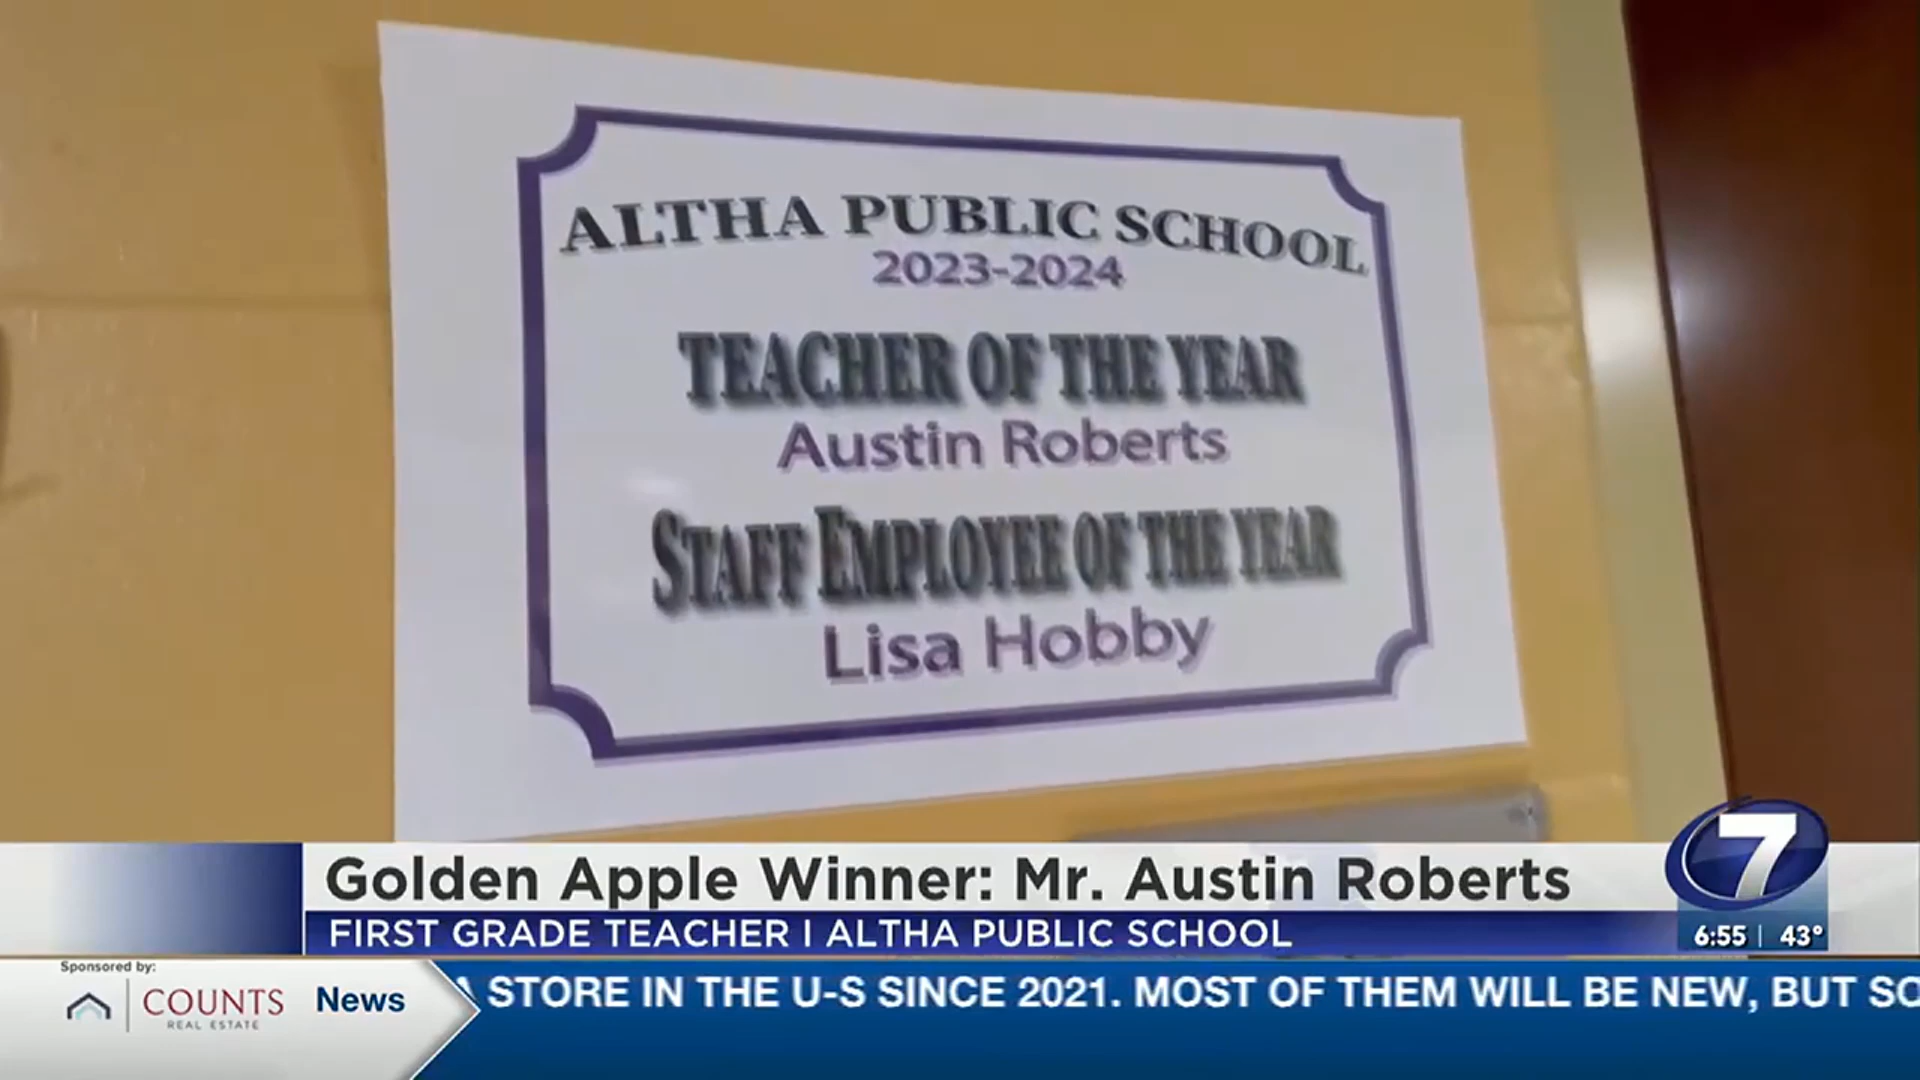 ALTHA PUBLIC SCHOOL
2023-2024
TEACHER OF THE YEAR
Austin Roberts
STAFF EMPLOYEE OF THE YEAR
Lisa Hobby
Golden Apple Winner: Mr. Austin Roberts
FIRST GRADE TEACHER | ALTHA PUBLIC SCHOOL
7
6:55 | 43°
Sponsored by:
COUNTS
REAL ESTATE
News
STORE IN THE U-S SINCE 2021. MOST OF THEM WILL BE NEW, BUT